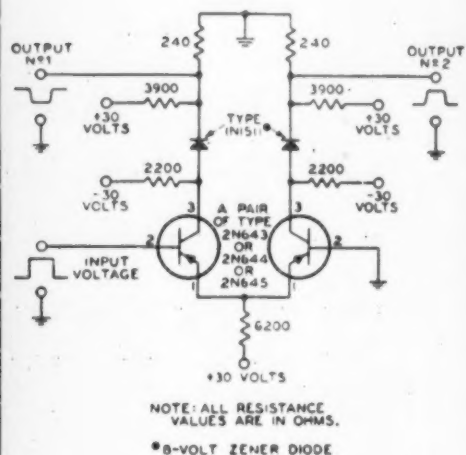 240
240
OUTPUT
Nº1
OUTPUT
Nº2
3900
3900
+30
VOLTS
TYPE
1N1511
+30
VOLTS
2200
2200
-30
VOLTS
-30
VOLTS
3
3
A PAIR
OF TYPE
2N643
OR
2N644
OR
2N645
2
2
INPUT
VOLTAGE
1
1
6200
+30 VOLTS
NOTE: ALL RESISTANCE
VALUES ARE IN OHMS.
•8-VOLT ZENER DIODE